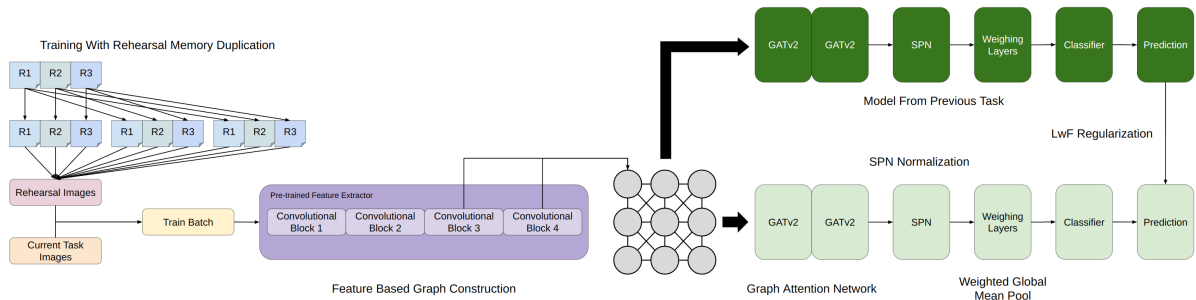 Training With Rehearsal Memory Duplication
R1 R2 R3
R1 R2 R3 R1 R2 R3 R1 R2 R3
Rehearsal Images
Current Task
Images
Train Batch
Pre-trained Feature Extractor
Convolutional
Block 1
Convolutional
Block 2
Convolutional
Block 3
Convolutional
Block 4
Feature Based Graph Construction
GATv2
GATv2
SPN
Weighing
Layers
Classifier
Prediction
Model From Previous Task
LwF Regularization
SPN Normalization
GATv2
GATv2
SPN
Weighing
Layers
Classifier
Prediction
Graph Attention Network
Weighted Global
Mean Pool